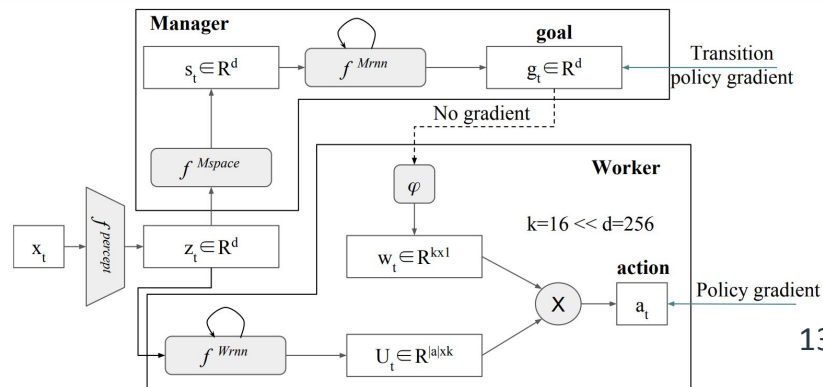 Manager
goal
s_t ∈ R^d
f^Mrnn
g_t ∈ R^d
Transition
policy gradient
No gradient
f^Mspace
Worker
φ
k=16 << d=256
x_t
f^percept
z_t ∈ R^d
w_t ∈ R^kx1
action
X
a_t
Policy gradient
f^Wrnn
U_t ∈ R^|a|xk
13